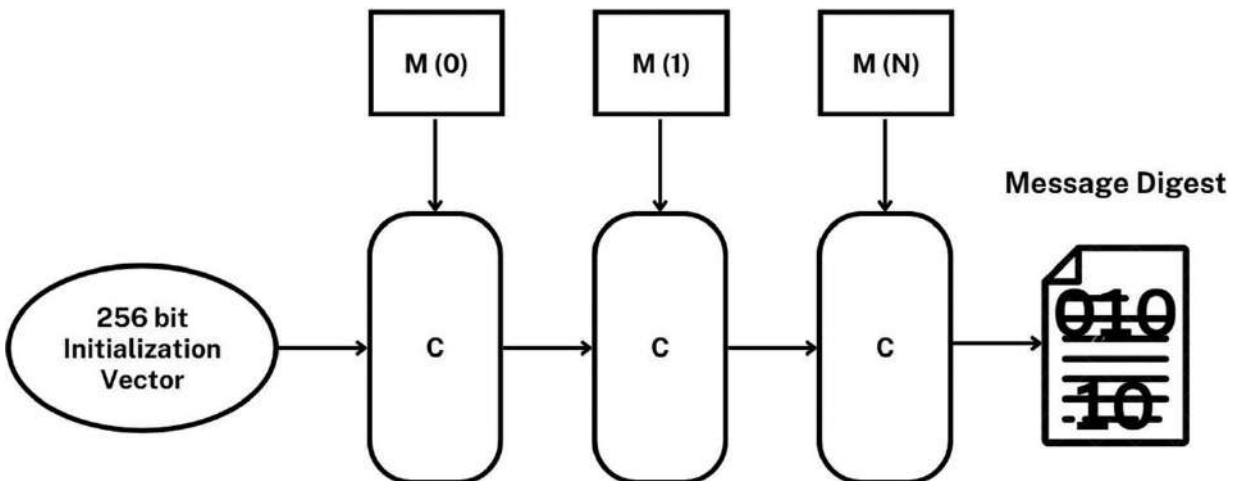 M (0)
M (1)
M (N)
Message Digest
256 bit
Initialization
Vector
C
C
C
010
10